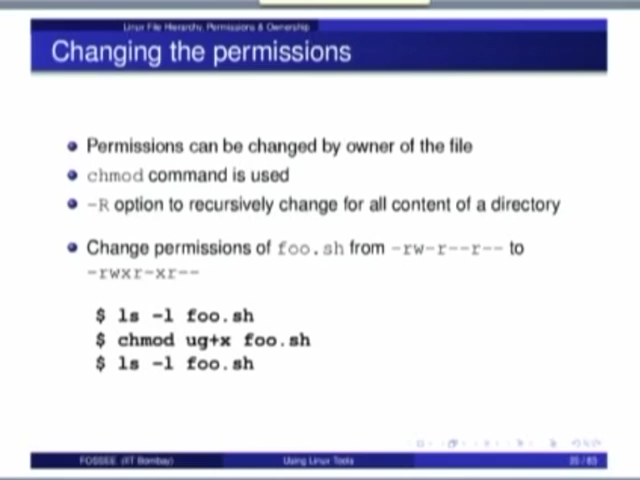 Linux File Hierarchy, Permissions & Ownership
Changing the permissions
Permissions can be changed by owner of the file
chmod command is used
-R option to recursively change for all content of a directory
Change permissions of foo.sh from -rw-r--r-- to
-rwxr-xr--
$ ls -l foo.sh
$ chmod ug+x foo.sh
$ ls -l foo.sh
FOSSEE (IIT Bombay) Using Linux Tools